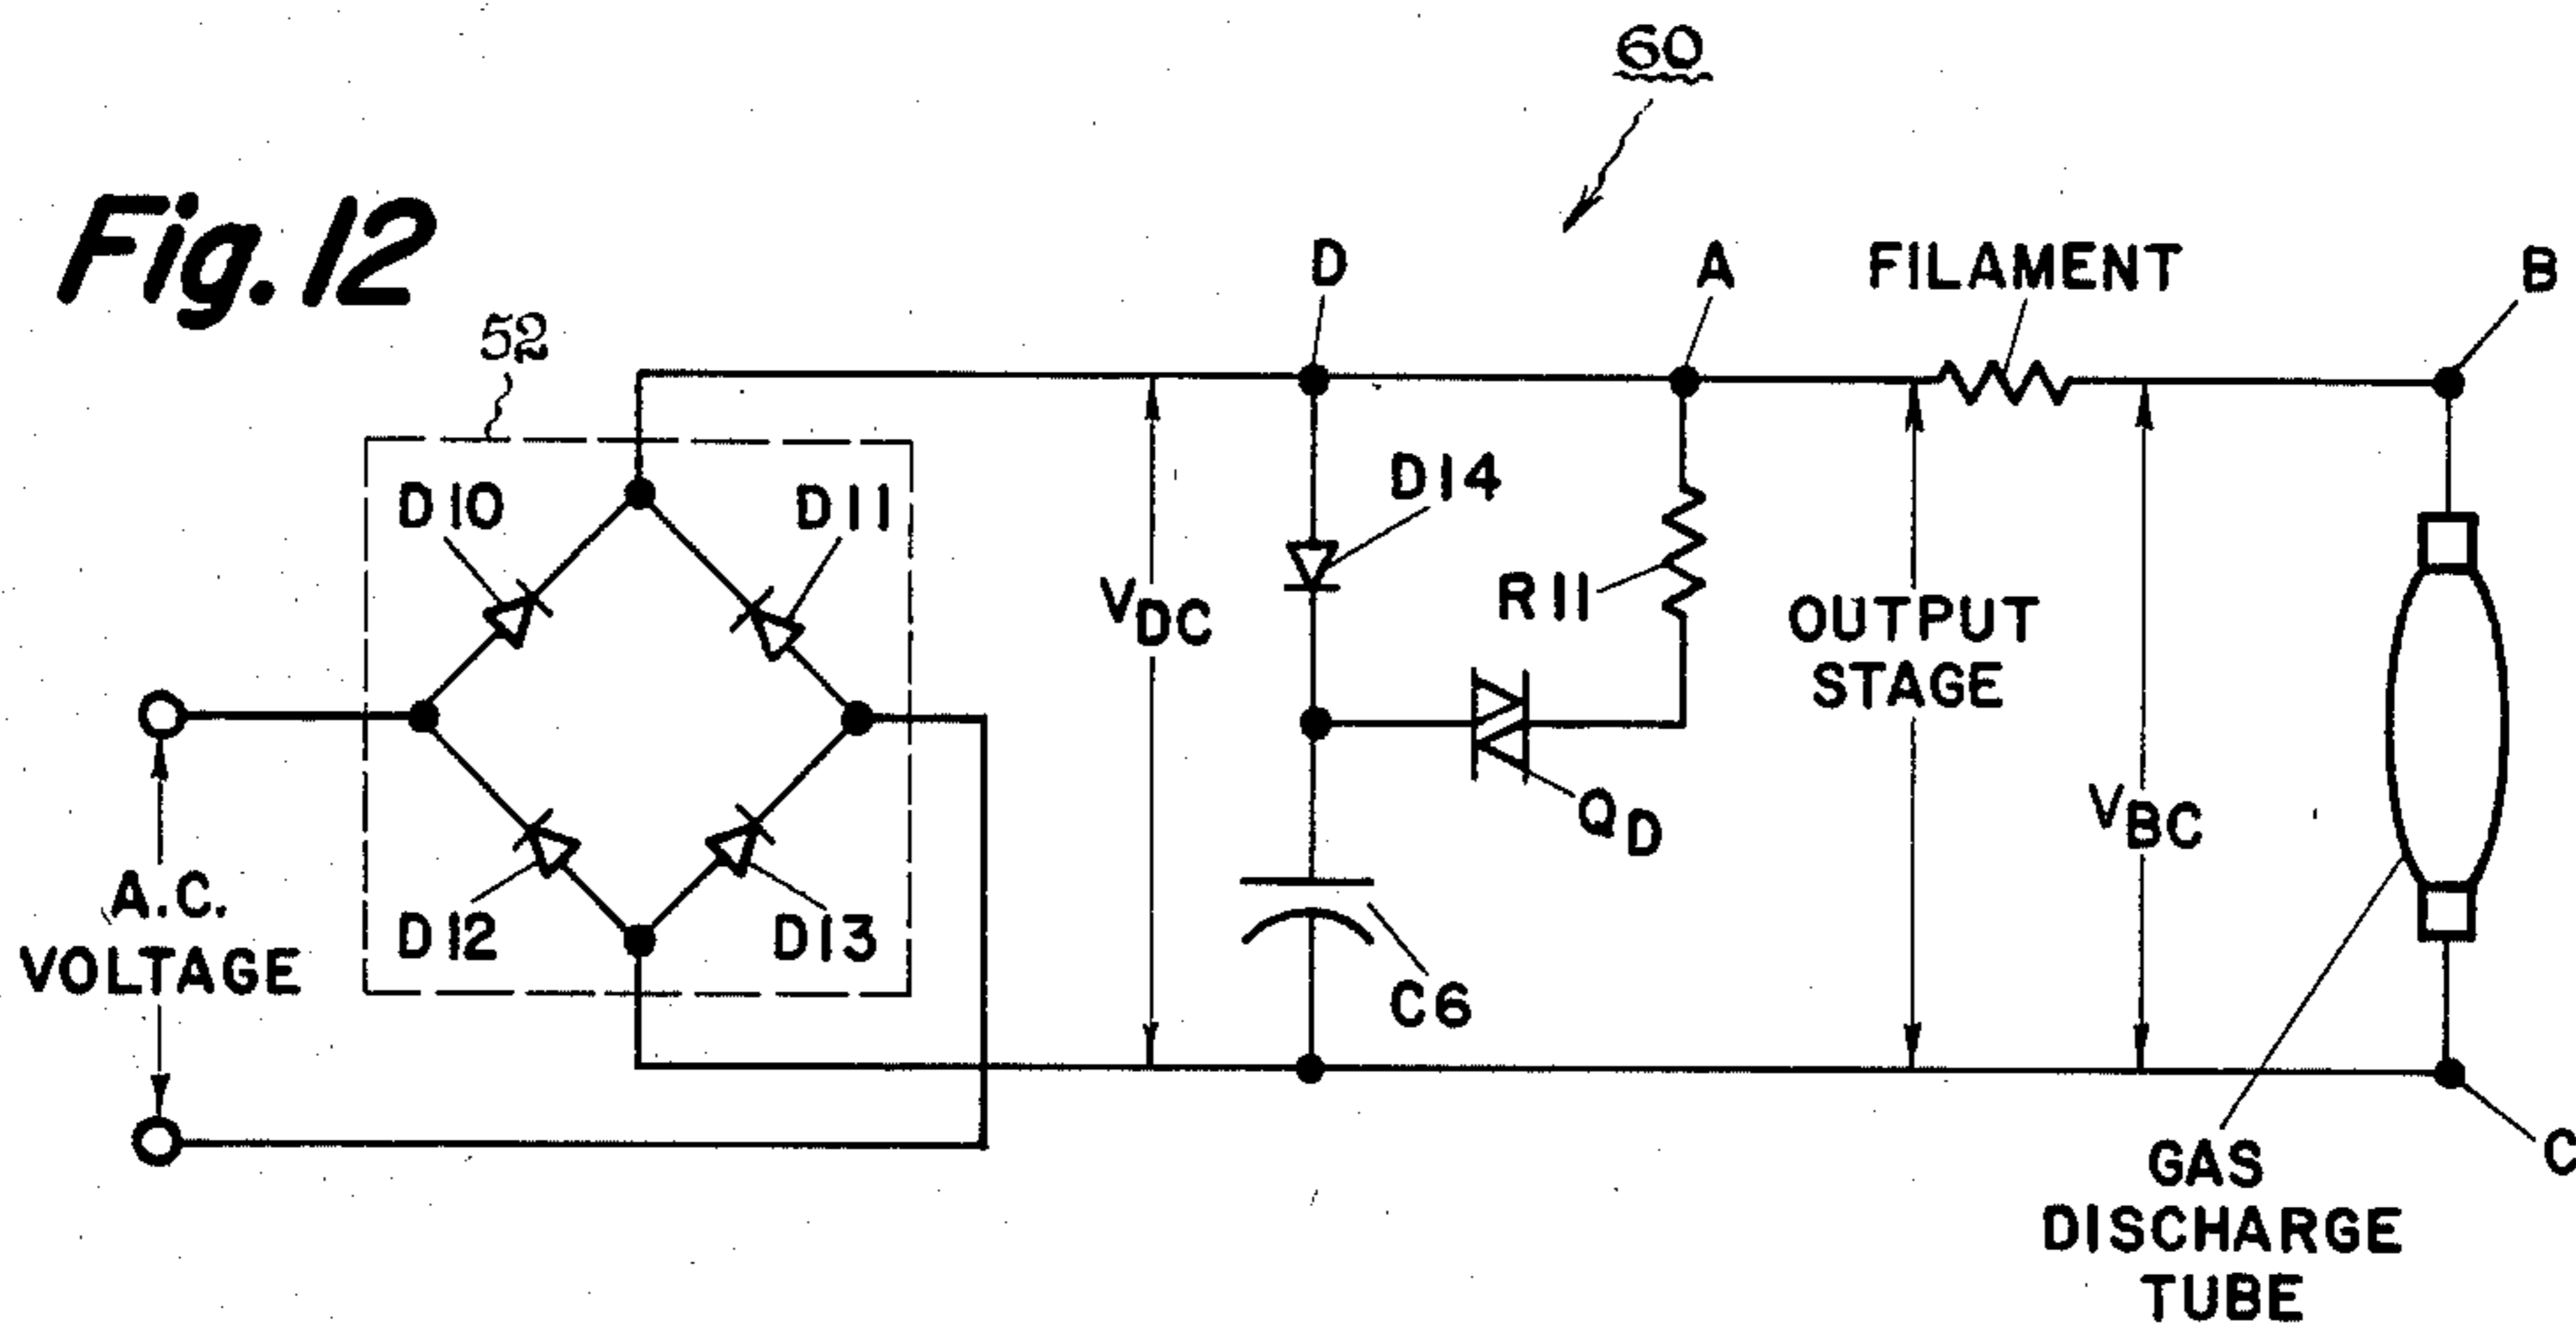 60
Fig. 12
52
D
A
FILAMENT
B
D10
D11
D14
R11
VDC
OUTPUT
STAGE
QD
VBC
A.C.
VOLTAGE
D12
D13
C6
C
GAS
DISCHARGE
TUBE